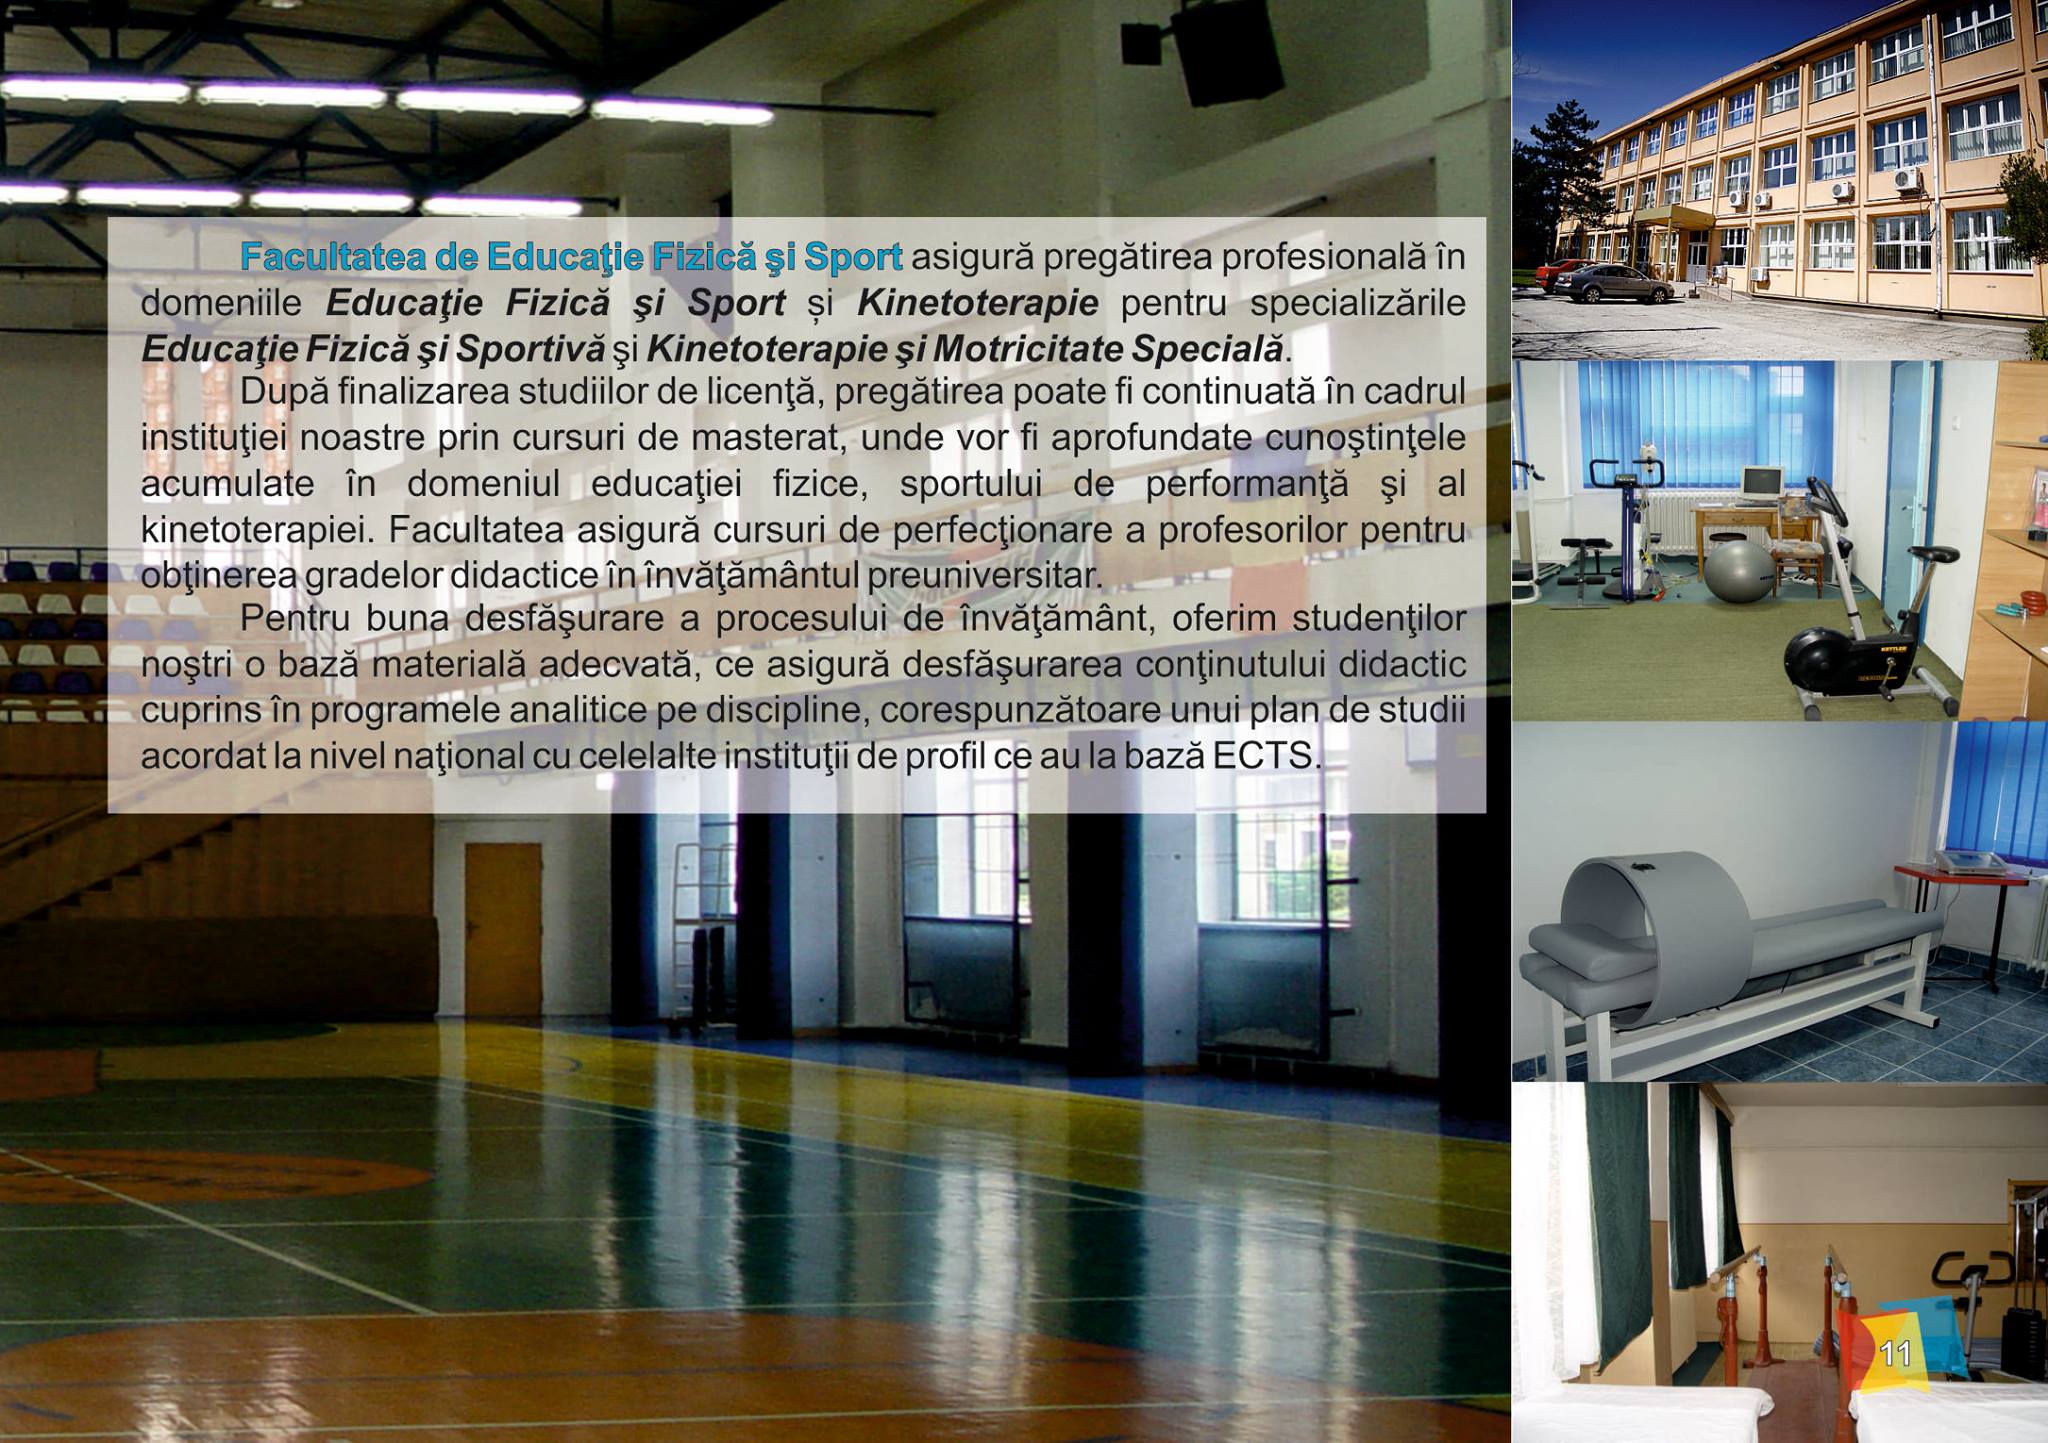 Facultatea de Educaţie Fizică şi Sport asigură pregătirea profesională în
domeniile Educaţie Fizică şi Sport și Kinetoterapie pentru specializările
Educaţie Fizică şi Sportivă şi Kinetoterapie şi Motricitate Specială.
După finalizarea studiilor de licenţă, pregătirea poate fi continuată în cadrul
instituţiei noastre prin cursuri de masterat, unde vor fi aprofundate cunoştinţele
acumulate în domeniul educaţiei fizice, sportului de performanţă şi al
kinetoterapiei. Facultatea asigură cursuri de perfecţionare a profesorilor pentru
obţinerea gradelor didactice în învăţământul preuniversitar.
Pentru buna desfăşurare a procesului de învăţământ, oferim studenţilor
noştri o bază materială adecvată, ce asigură desfăşurarea conţinutului didactic
cuprins în programele analitice pe discipline, corespunzătoare unui plan de studii
acordat la nivel naţional cu celelalte instituţii de profil ce au la bază ECTS.
KETTLER
11